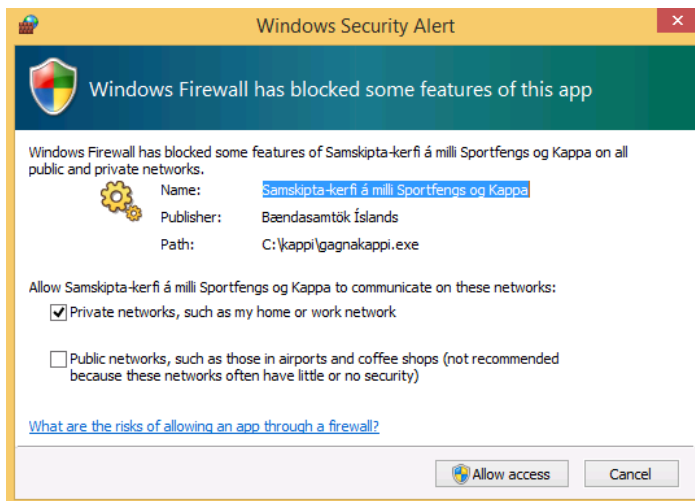 Windows Security Alert
Windows Firewall has blocked some features of this app
Windows Firewall has blocked some features of Samskipta-kerfi á milli Sportfengs og Kappa on all
public and private networks.
Name: Samskipta-kerfi á milli Sportfengs og Kappa
Publisher: Bændasamtök Íslands
Path: C:\kappi\gagnakappi.exe
Allow Samskipta-kerfi á milli Sportfengs og Kappa to communicate on these networks:
Private networks, such as my home or work network
Public networks, such as those in airports and coffee shops (not recommended
because these networks often have little or no security)
What are the risks of allowing an app through a firewall?
Allow access Cancel